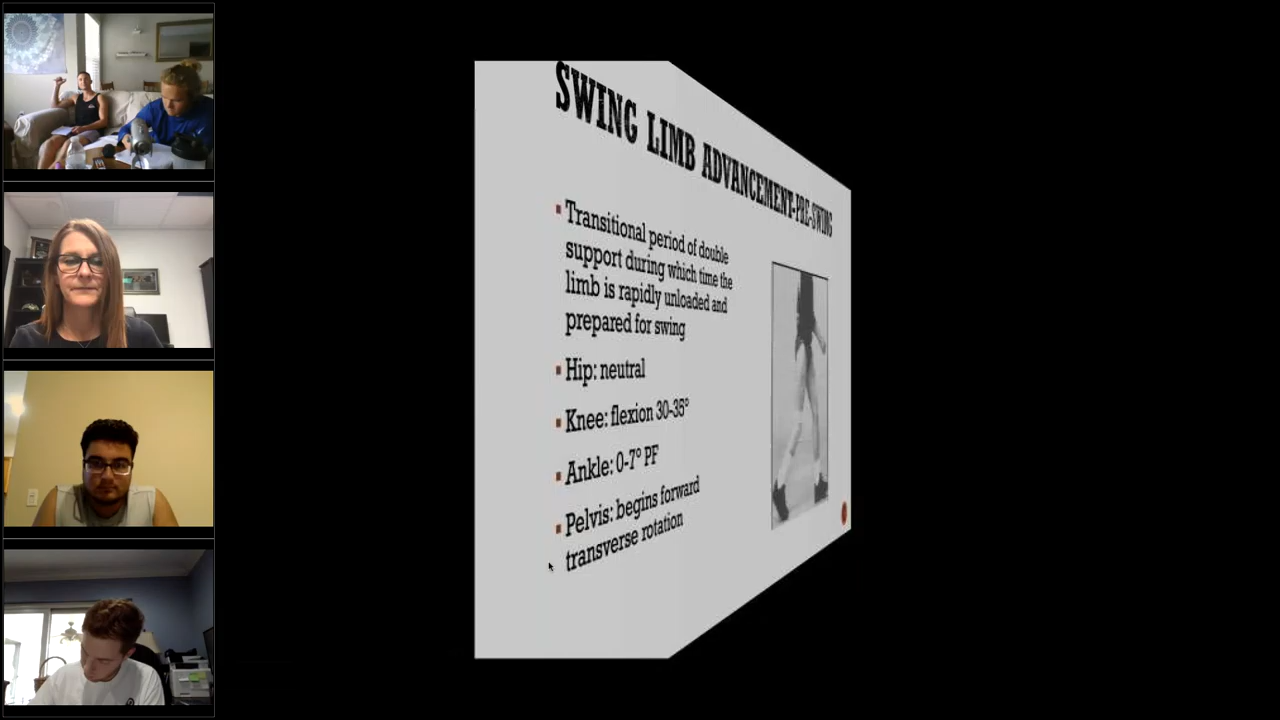 SWING LIMB ADVANCEMENT-PRE-SWING
Transitional period of double
support during which time the
limb is rapidly unloaded and
prepared for swing
Hip: neutral
Knee: flexion 30-35°
Ankle: 0-7° PF
Pelvis: begins forward
transverse rotation